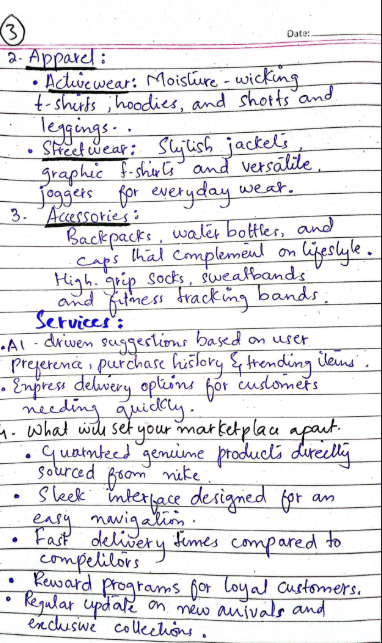 3
Date:
2. Apparel :
• Activewear: Moisture - wicking
t-shirts, hoodies, and shorts and
leggings..
• Streetwear: Stylish jackets,
graphic t-shirts and versatile
joggers for everyday wear.
3. Accessories :
Backpacks, water bottles, and
caps that complement on lifestyle.
High. grip socks, sweatbands
and fitness tracking bands.
Services :
• AI - driven suggestions based on user
preference, purchase history & trending items.
• Express delivery options for customers
needing quickly.
4. What will set your marketplace apart.
• Guarnteed genuine products directly
sourced from nike.
• Sleek interface designed for an
easy navigation.
• Fast delivery times compared to
competitors
• Reward programs for loyal customers.
• Regular update on new arrivals and
exclusive collections.